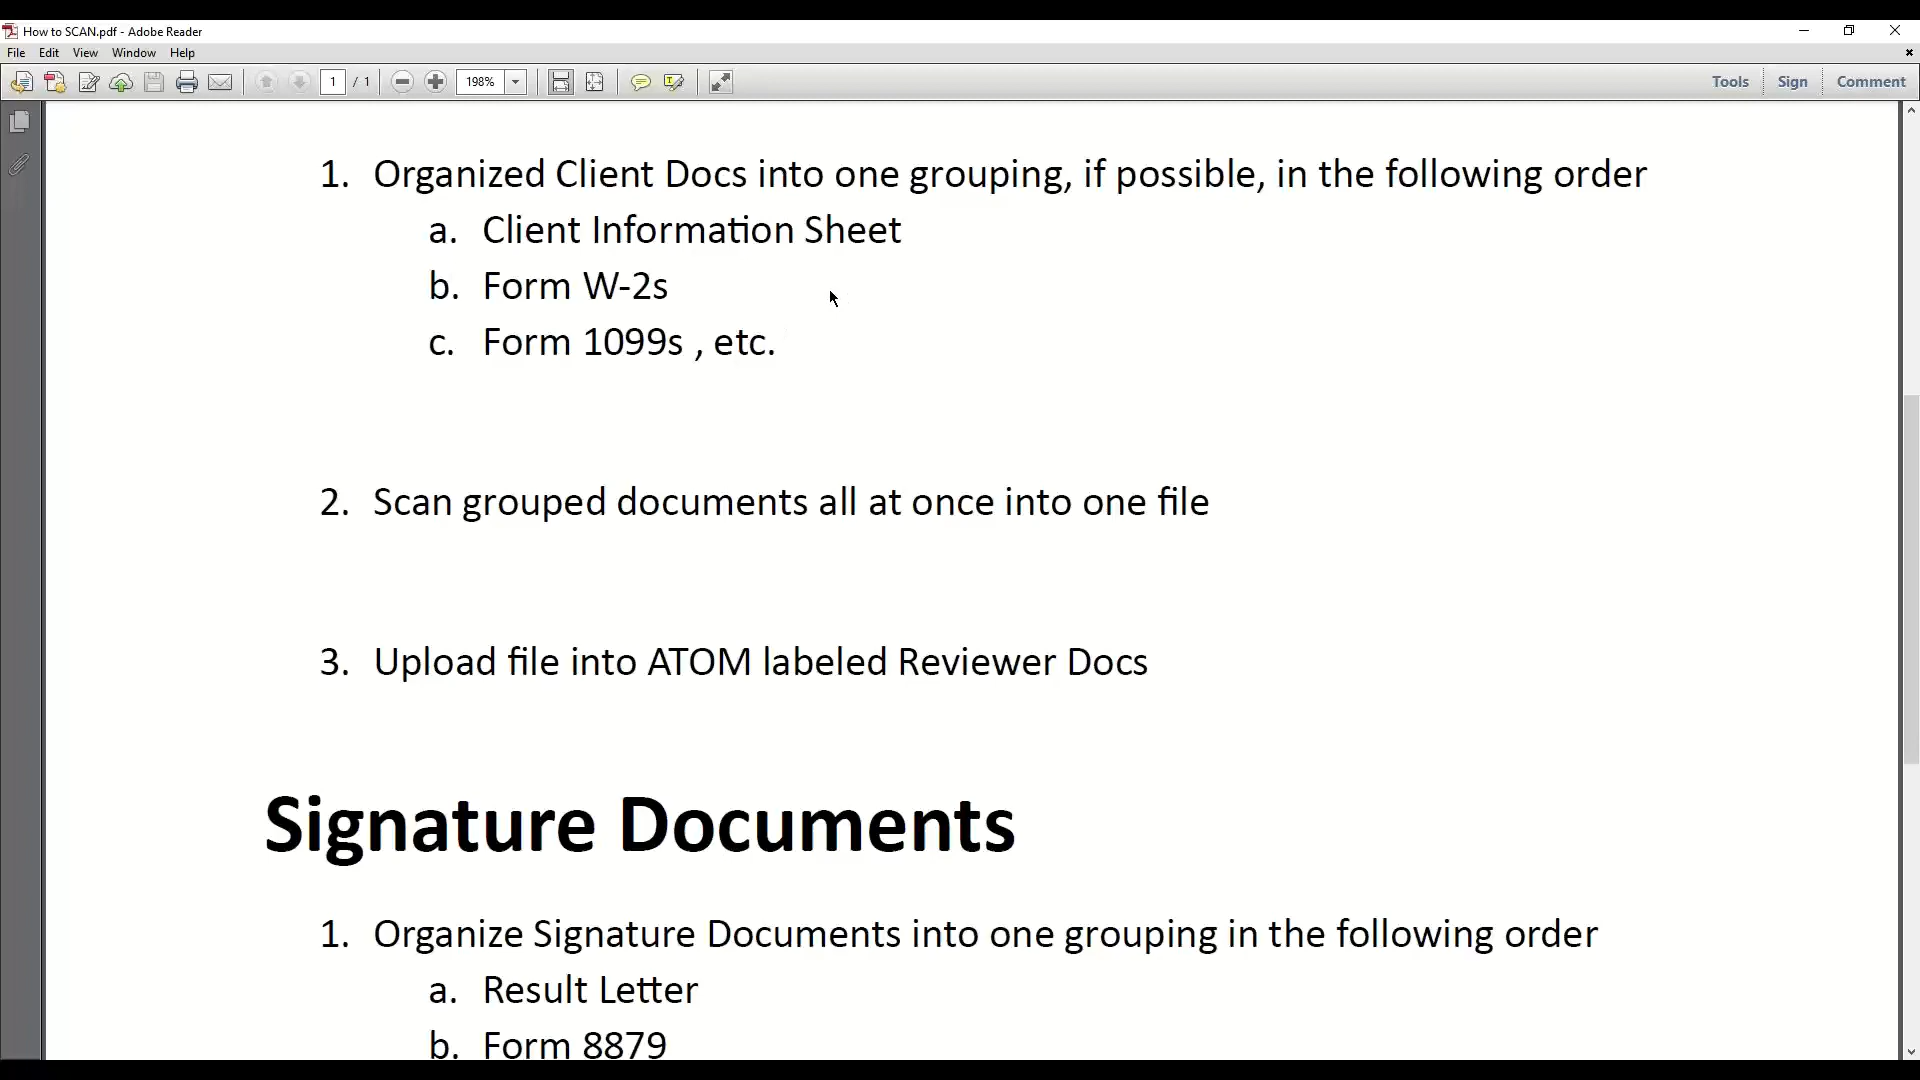 How to SCAN.pdf - Adobe Reader
File Edit View Window Help
1 / 1 198% Tools Sign Comment
1. Organized Client Docs into one grouping, if possible, in the following order
a. Client Information Sheet
b. Form W-2s
c. Form 1099s , etc.
2. Scan grouped documents all at once into one file
3. Upload file into ATOM labeled Reviewer Docs
Signature Documents
1. Organize Signature Documents into one grouping in the following order
a. Result Letter
b. Form 8879